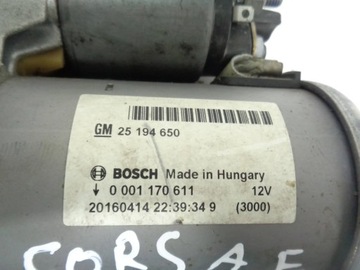 GM 25 194 650
BOSCH Made in Hungary
0 001 170 611 12V
20160414 22:39:34 9 (3000)
CORSA E